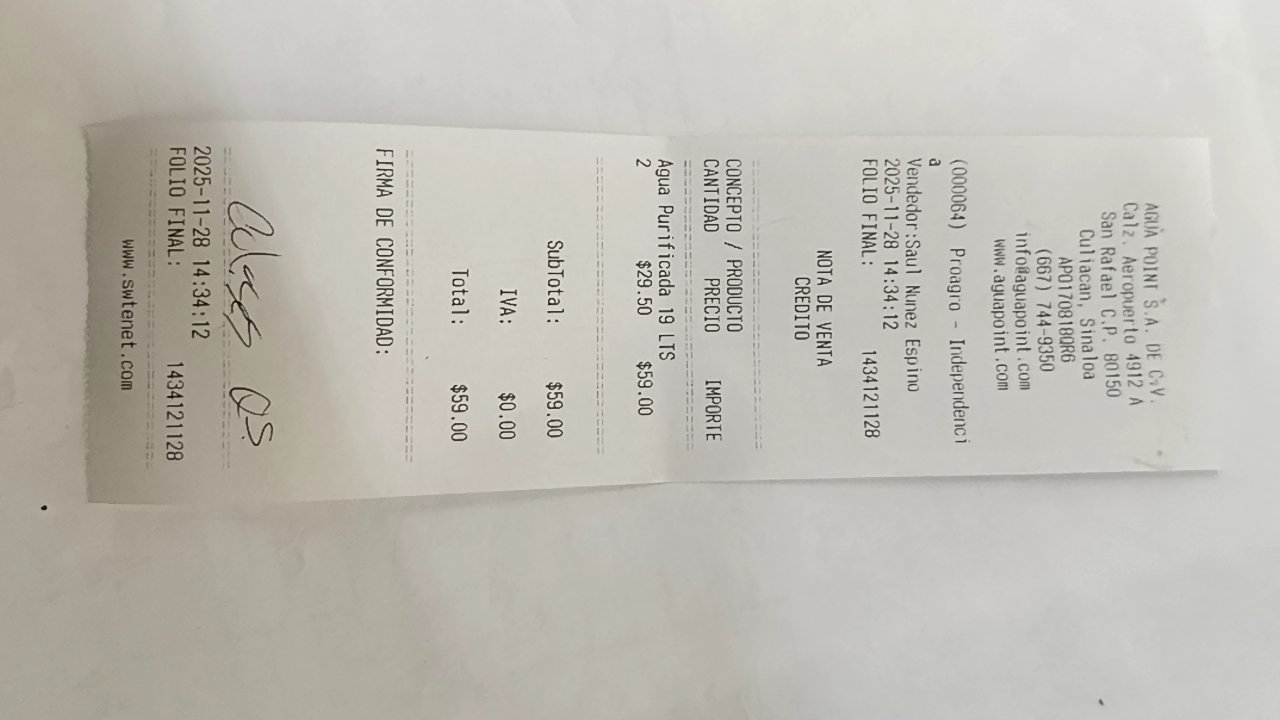 AGUA POINT S.A. DE C.V.
Calz. Aeropuerto 4912 A
San Rafael C.P. 80150
Culiacan, Sinaloa
APO170818QR6
(667) 744-9350
info@aguapoint.com
www.aguapoint.com
(000064) Proagro - Independenci
a
Vendedor:Saul Nunez Espino
2025-11-28 14:34:12
FOLIO FINAL: 1434121128
NOTA DE VENTA
CREDITO
CONCEPTO / PRODUCTO
CANTIDAD PRECIO IMPORTE
Agua Purificada 19 LTS
2 $29.50 $59.00
SubTotal: $59.00
IVA: $0.00
Total: $59.00
FIRMA DE CONFORMIDAD:
2025-11-28 14:34:12
FOLIO FINAL: 1434121128
www.swtenet.com